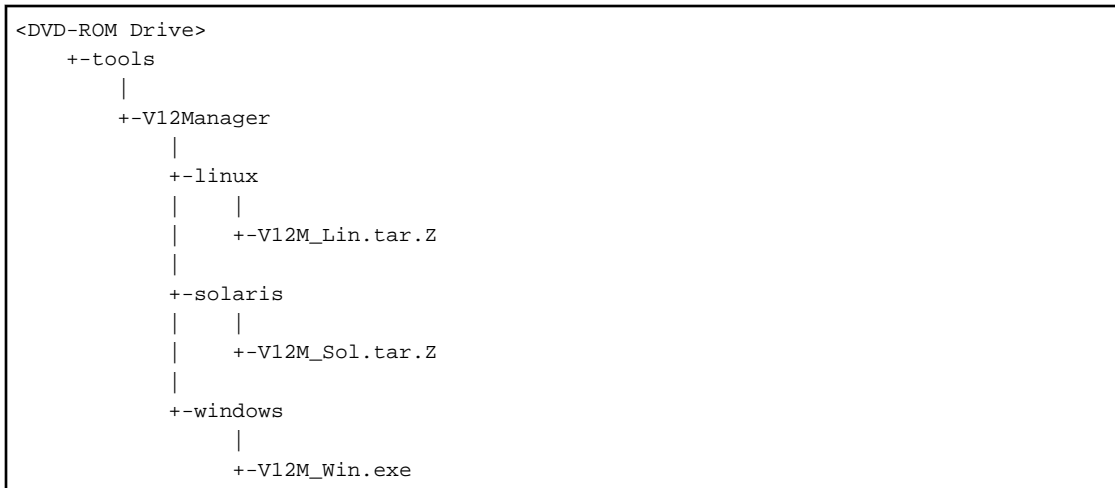 <DVD-ROM Drive>
    +-tools
        |
        +-V12Manager
            |
            +-linux
            |    |
            |    +-V12M_Lin.tar.Z
            |
            +-solaris
            |    |
            |    +-V12M_Sol.tar.Z
            |
            +-windows
                 |
                 +-V12M_Win.exe